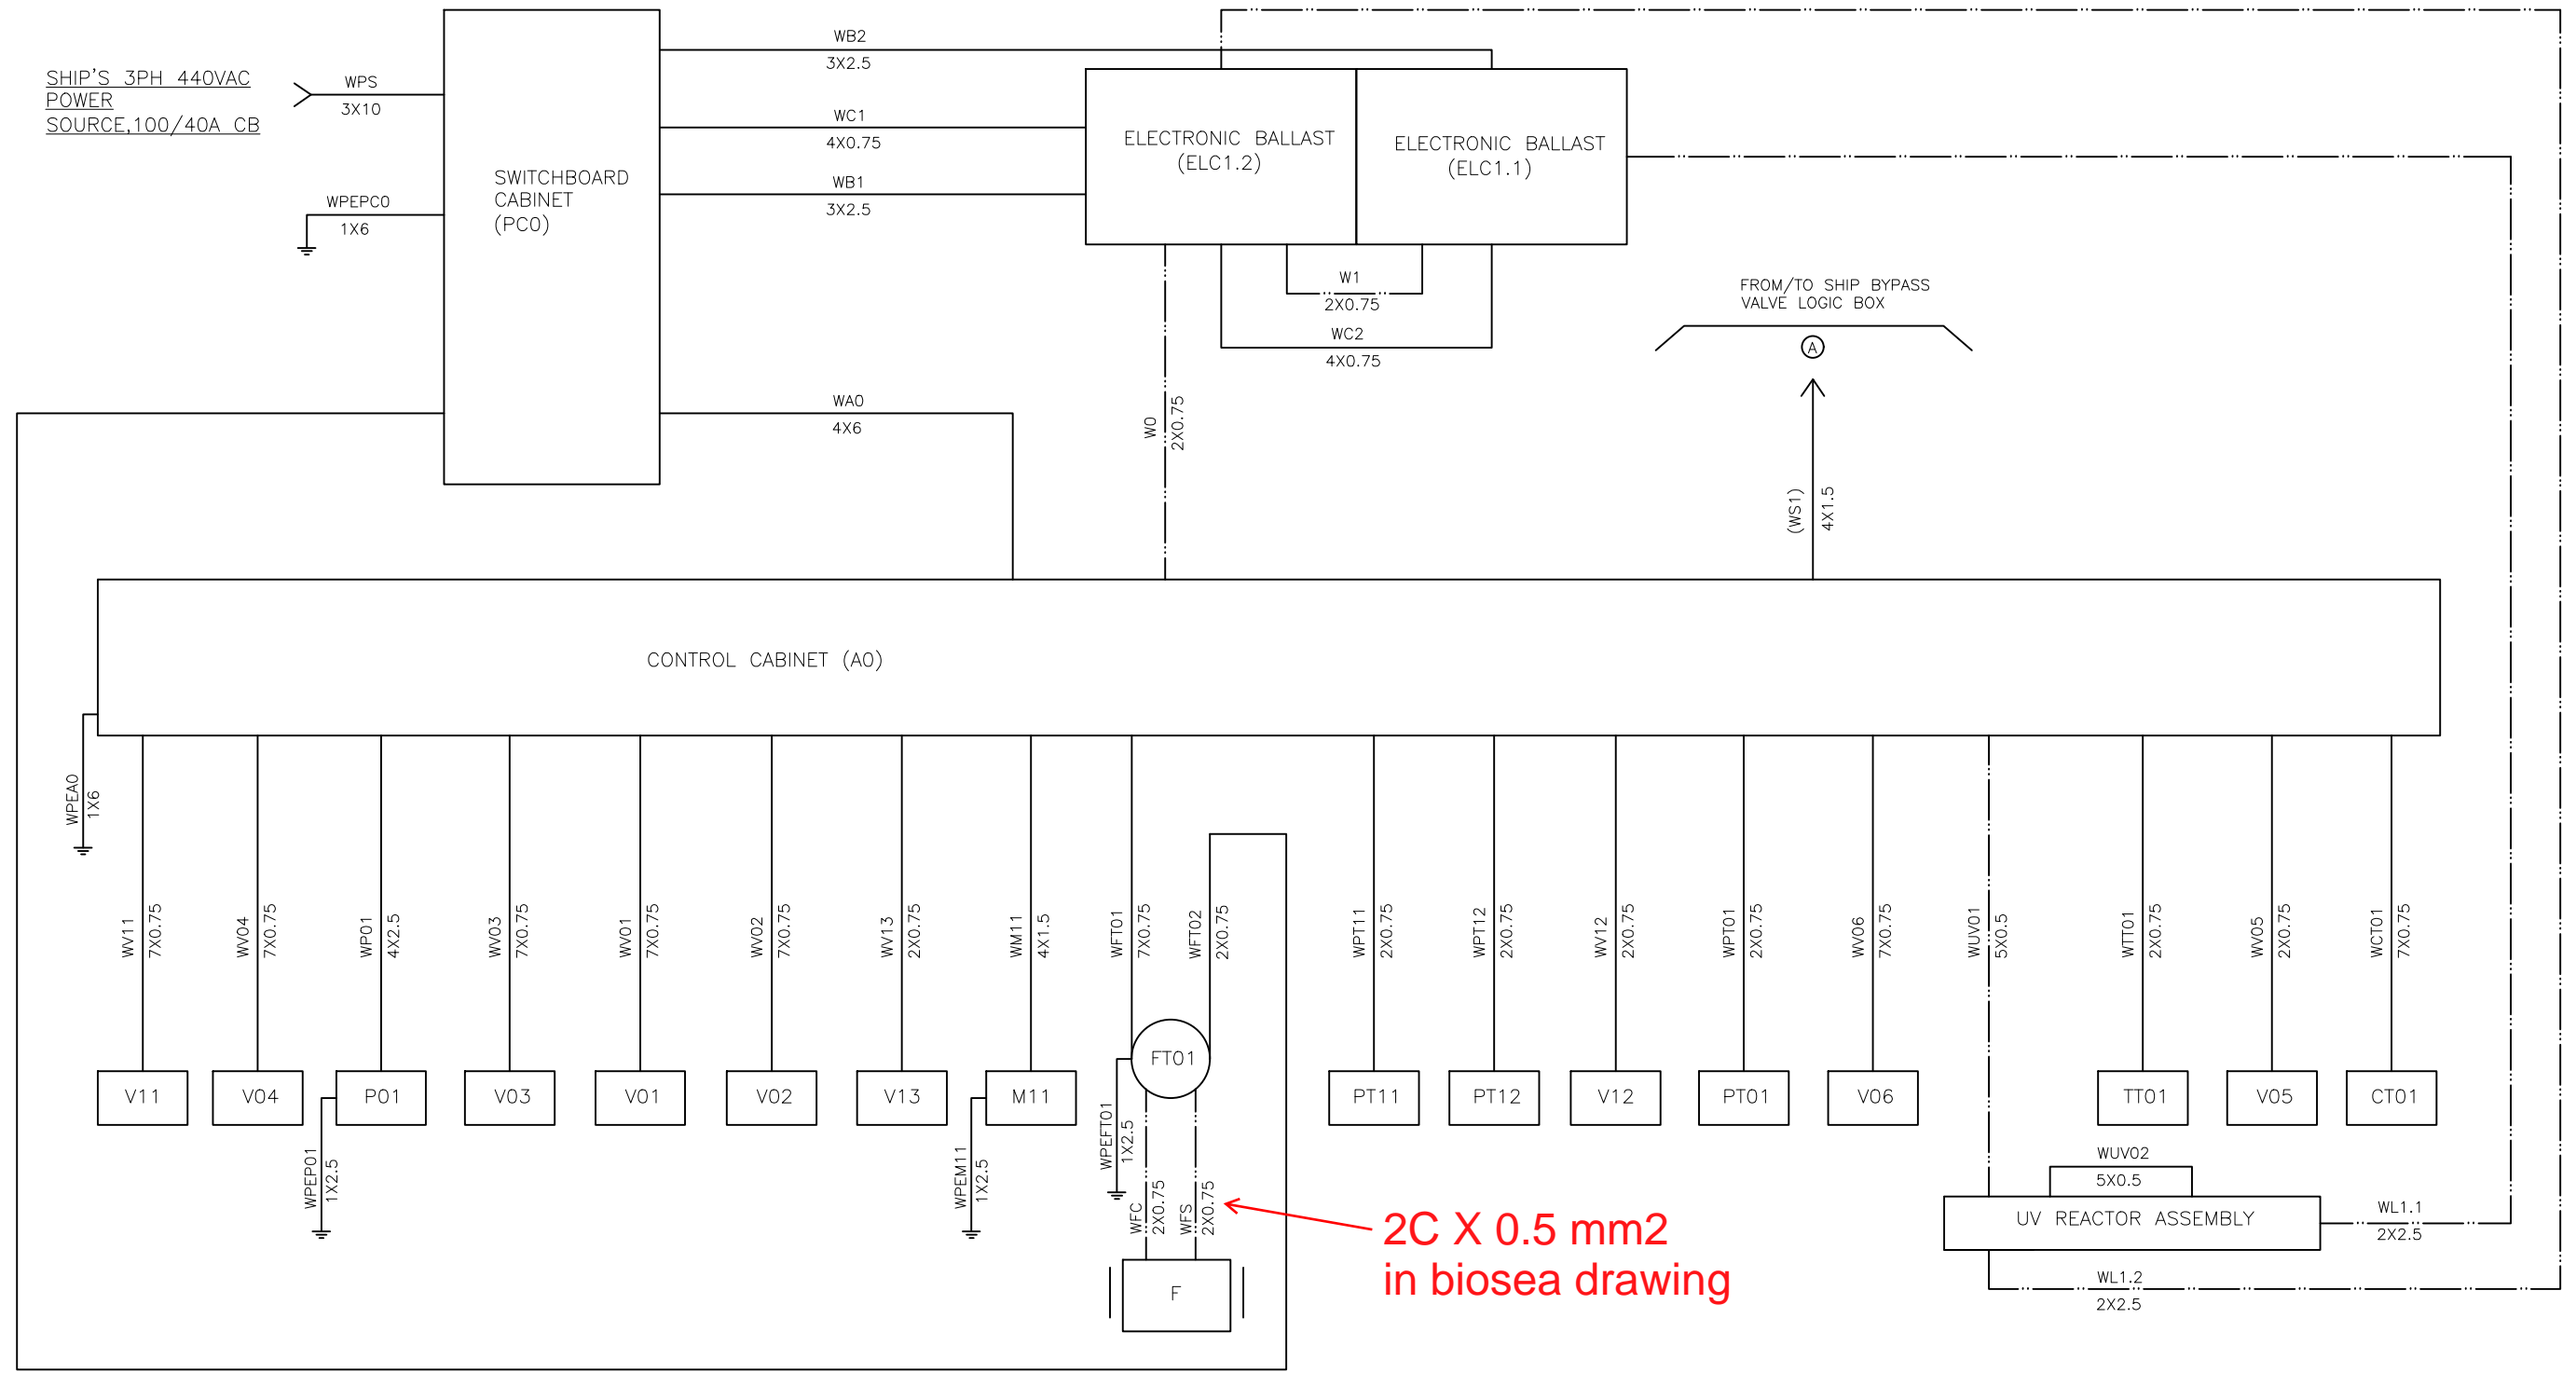 SHIP'S 3PH 440VAC
POWER
SOURCE,100/40A CB
WPS
3X10
WPEPC0
1X6
SWITCHBOARD
CABINET
(PC0)
WB2
3X2.5
WC1
4X0.75
WB1
3X2.5
WA0
4X6
ELECTRONIC BALLAST
(ELC1.2)
ELECTRONIC BALLAST
(ELC1.1)
W1
2X0.75
WC2
4X0.75
W0
2X0.75
FROM/TO SHIP BYPASS
VALVE LOGIC BOX
A
(WS1)
4X1.5
CONTROL CABINET (A0)
WPEA0
1X6
WV11
7X0.75
WV04
7X0.75
WP01
4X2.5
WV03
7X0.75
WV01
7X0.75
WV02
7X0.75
WV13
2X0.75
WM11
4X1.5
WFT01
7X0.75
WFT02
2X0.75
WPT11
2X0.75
WPT12
2X0.75
WV12
2X0.75
WPT01
2X0.75
WV06
7X0.75
WUV01
5X0.5
WTT01
2X0.75
WV05
2X0.75
WCT01
7X0.75
V11
V04
P01
V03
V01
V02
V13
M11
FT01
PT11
PT12
V12
PT01
V06
TT01
V05
CT01
WPEP01
1X2.5
WPEM11
1X2.5
WPEFT01
1X2.5
WFC
2X0.75
WFS
2X0.75
F
2C X 0.5 mm2
in biosea drawing
WUV02
5X0.5
UV REACTOR ASSEMBLY
WL1.1
2X2.5
WL1.2
2X2.5